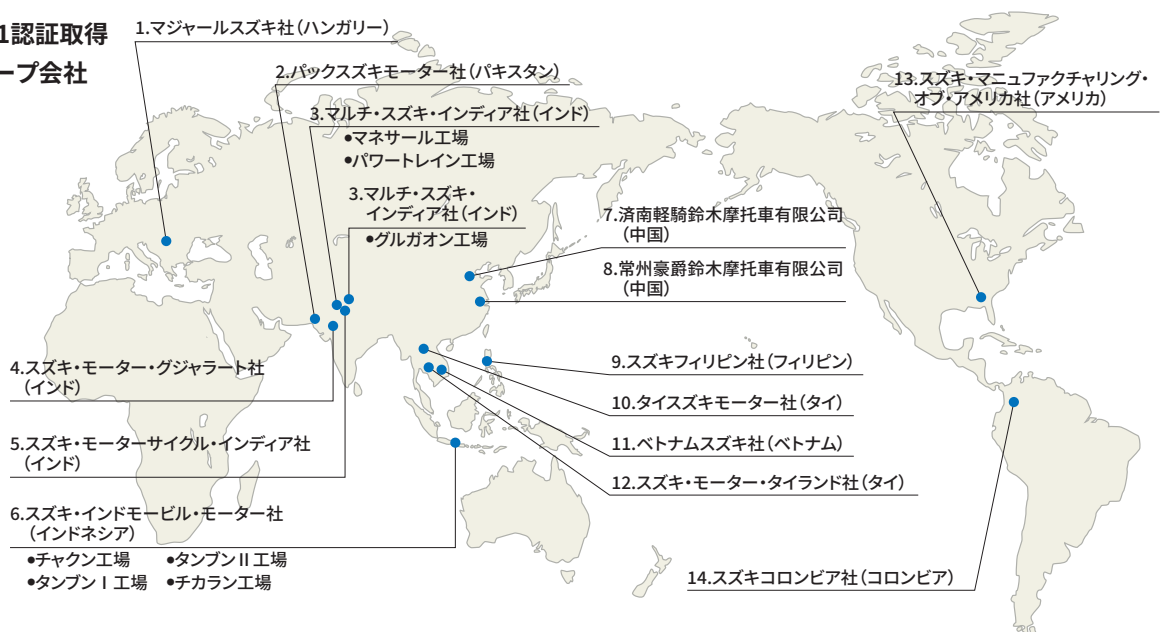 1認証取得
ープ会社
1.マジャールスズキ社（ハンガリー）
2.パックスズキモーター社（パキスタン）
3.マルチ・スズキ・インディア社（インド）
●マネサール工場
●パワートレイン工場
3.マルチ・スズキ・
インディア社（インド）
●グルガオン工場
4.スズキ・モーター・グジャラート社
（インド）
5.スズキ・モーターサイクル・インディア社
（インド）
6.スズキ・インドモービル・モーター社
（インドネシア）
●チャクン工場 ●タンブンⅡ工場
●タンブンⅠ工場 ●チカラン工場
7.済南軽騎鈴木摩托車有限公司
（中国）
8.常州豪爵鈴木摩托車有限公司
（中国）
9.スズキフィリピン社（フィリピン）
10.タイスズキモーター社（タイ）
11.ベトナムスズキ社（ベトナム）
12.スズキ・モーター・タイランド社（タイ）
13.スズキ・マニュファクチャリング・
オブ・アメリカ社（アメリカ）
14.スズキコロンビア社（コロンビア）